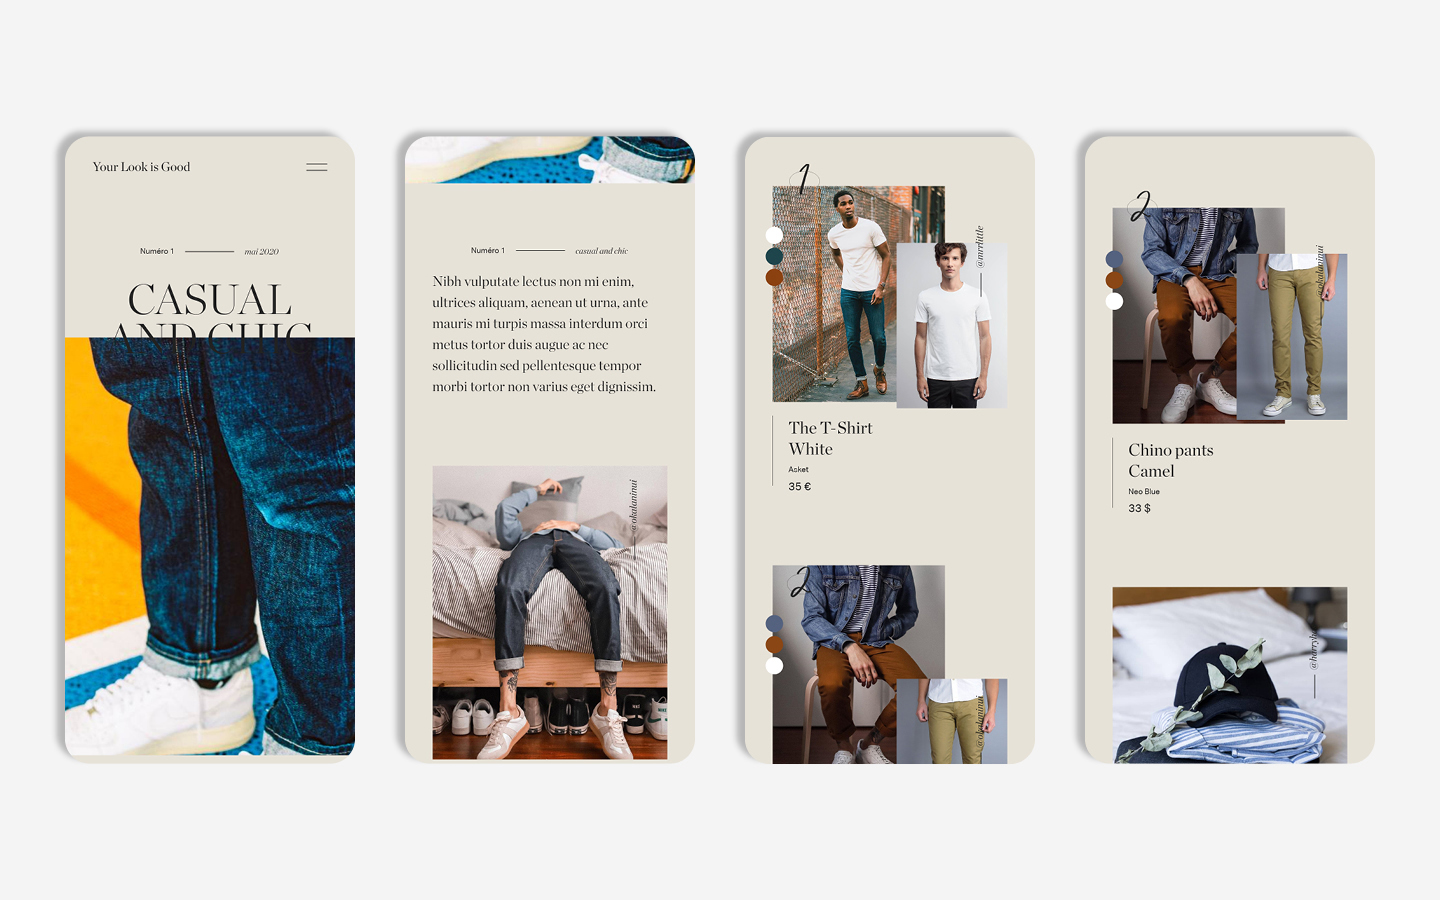 Your Look is Good
Numéro 1
mai 2020
CASUAL
AND CHIC
Numéro 1
casual and chic
Nibh vulputate lectus non mi enim,
ultrices aliquam, aenean ut urna, ante
mauris mi turpis massa interdum orci
metus tortor duis augue ac nec
sollicitudin sed pellentesque tempor
morbi tortor non varius eget dignissim.
@okalaninui
1
@mrrlittle
The T-Shirt
White
Asket
35 €
2
@okalaninui
2
@okalaninui
Chino pants
Camel
Neo Blue
33 $